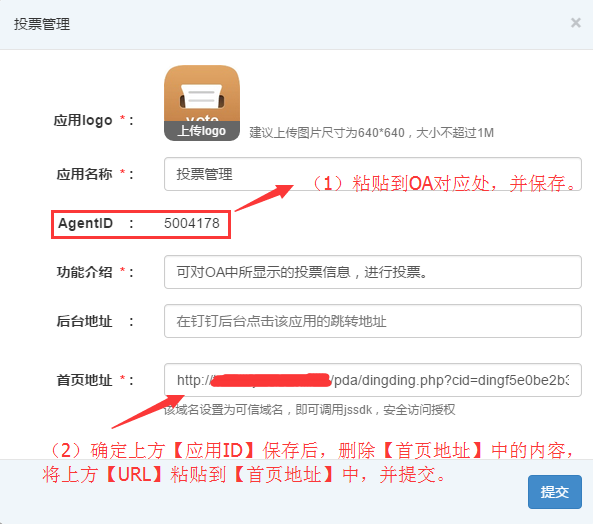 投票管理
×
vote
上传logo
应用logo * ：
建议上传图片尺寸为640*640，大小不超过1M
应用名称 * ： 投票管理
（1）粘贴到OA对应处，并保存。
AgentID ： 5004178
功能介绍 * ： 可对OA中所显示的投票信息，进行投票。
后台地址 ： 在钉钉后台点击该应用的跳转地址
首页地址 * ： http:// /pda/dingding.php?cid=dingf5e0be2b3
该域名设置为可信域名，即可调用jssdk，安全访问授权
（2）确定上方【应用ID】保存后，删除【首页地址】中的内容，
将上方【URL】粘贴到【首页地址】中，并提交。
提交